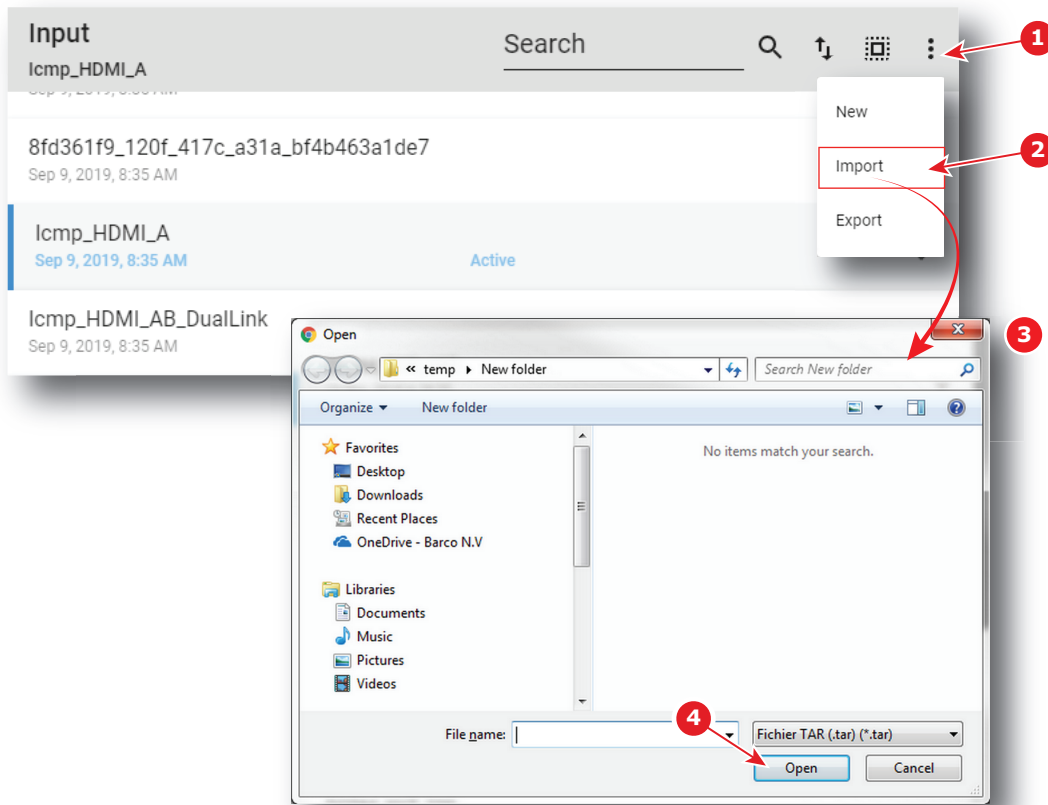 Input
Search
1
Icmp_HDMI_A
New
8fd361f9_120f_417c_a31a_bf4b463a1de7
Sep 9, 2019, 8:35 AM
2
Import
Export
Icmp_HDMI_A
Sep 9, 2019, 8:35 AM
Active
Icmp_HDMI_AB_DualLink
Sep 9, 2019, 8:35 AM
3
Open
« temp New folder
Search New folder
Organize
New folder
Favorites
Desktop
Downloads
Recent Places
OneDrive - Barco N.V
Libraries
Documents
Music
Pictures
Videos
No items match your search.
4
File name:
Fichier TAR (.tar) (*.tar)
Open
Cancel